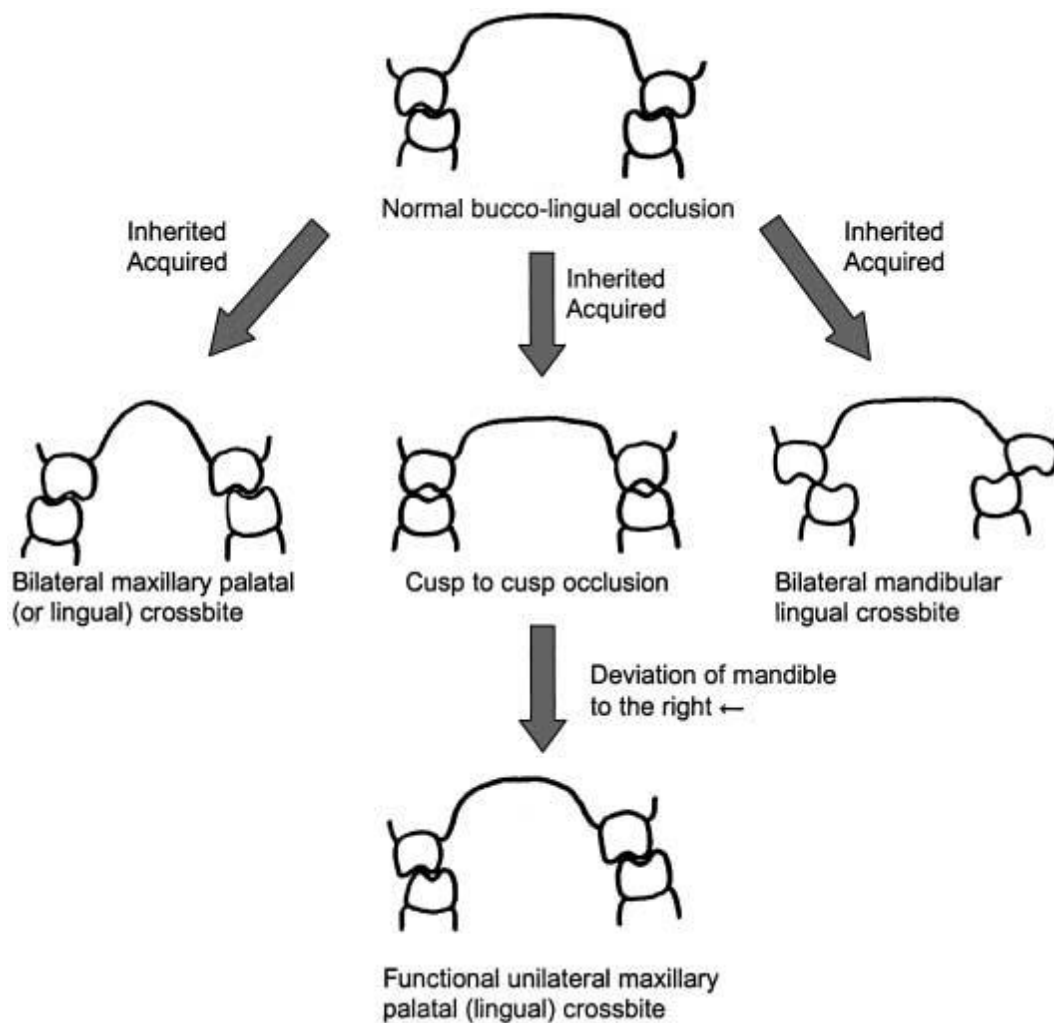 Normal bucco-lingual occlusion
Inherited
Acquired
Inherited
Acquired
Inherited
Acquired
Bilateral maxillary palatal
(or lingual) crossbite
Cusp to cusp occlusion
Bilateral mandibular
lingual crossbite
Deviation of mandible
to the right ←
Functional unilateral maxillary
palatal (lingual) crossbite